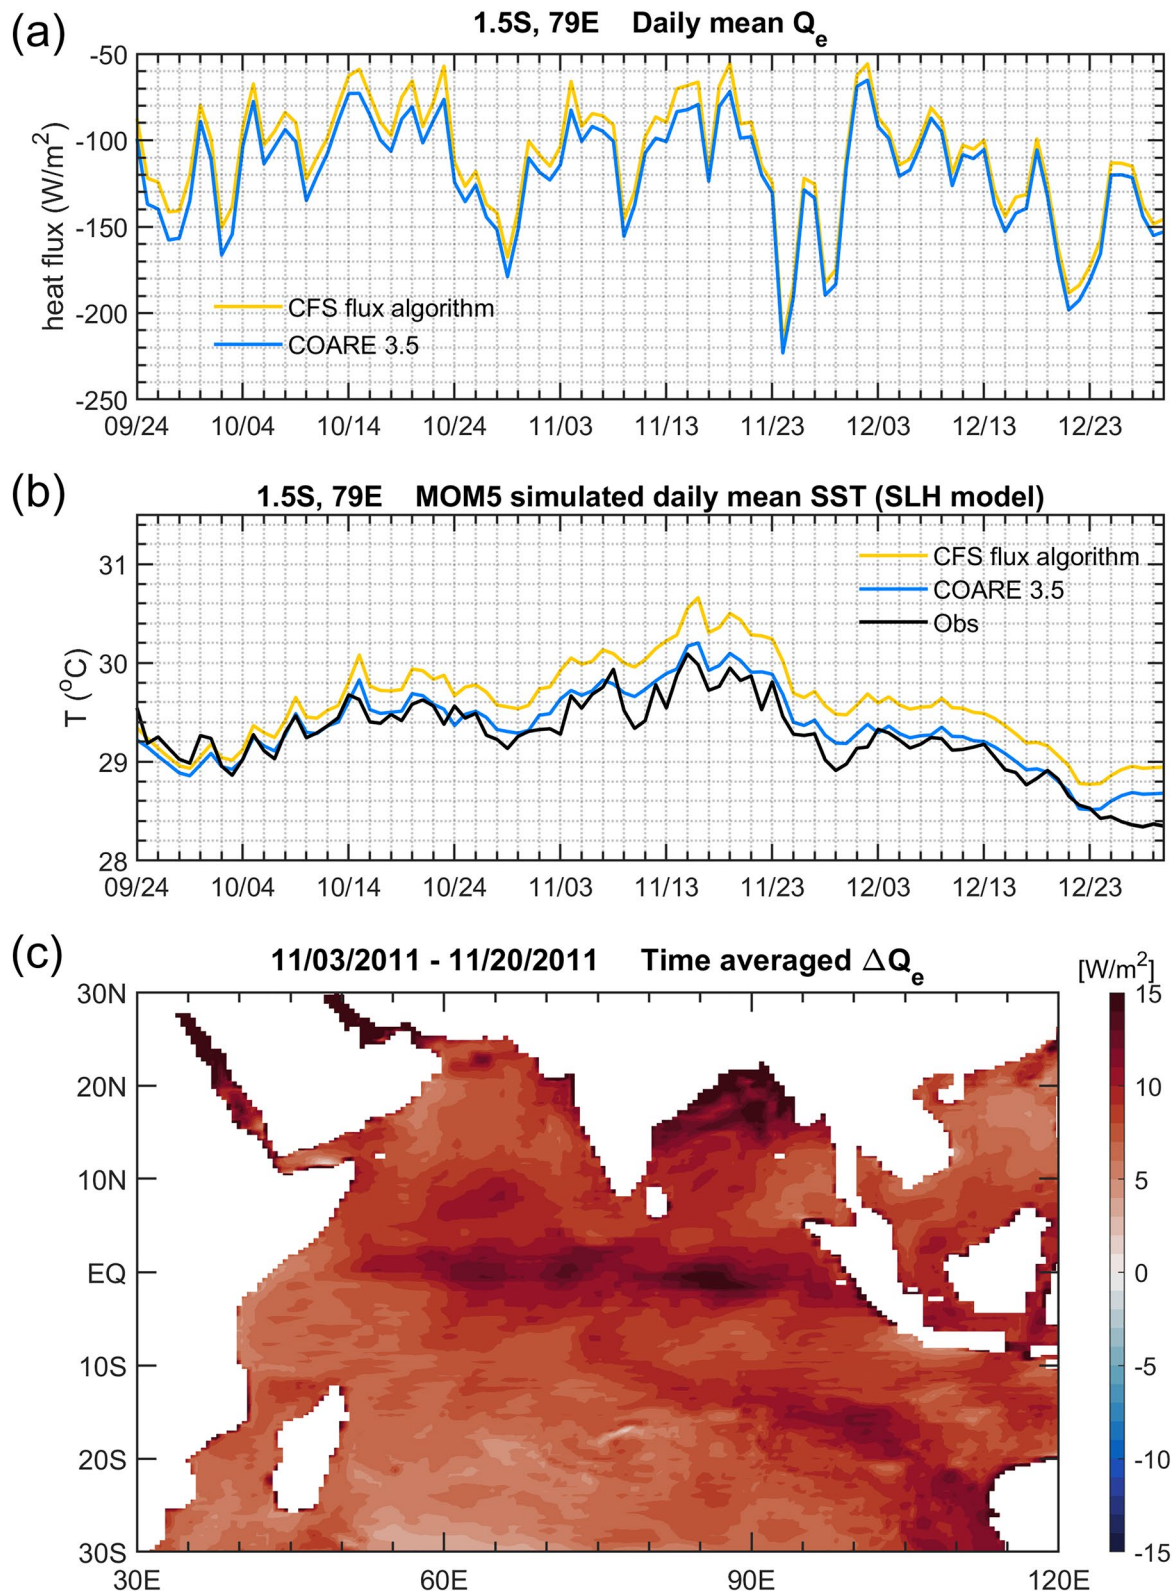 (a)
1.5S, 79E Daily mean Qe
heat flux (W/m2)
-50
-100
-150
-200
-250
CFS flux algorithm
COARE 3.5
09/24 10/04 10/14 10/24 11/03 11/13 11/23 12/03 12/13 12/23
(b)
1.5S, 79E MOM5 simulated daily mean SST (SLH model)
T (oC)
31
30
29
28
CFS flux algorithm
COARE 3.5
Obs
09/24 10/04 10/14 10/24 11/03 11/13 11/23 12/03 12/13 12/23
(c)
11/03/2011 - 11/20/2011 Time averaged ΔQe
[W/m2]
30N
20N
10N
EQ
10S
20S
30S
30E 60E 90E 120E
15
10
5
0
-5
-10
-15